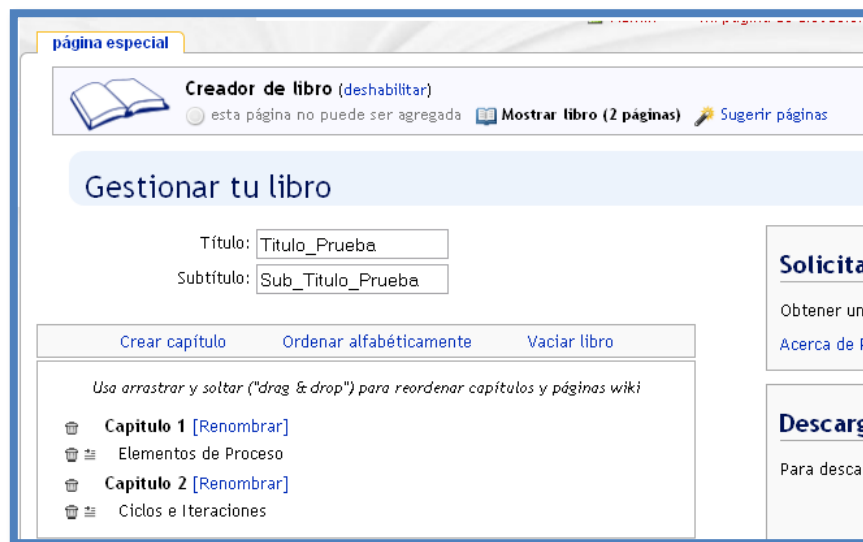 página especial
Creador de libro (deshabilitar)
esta página no puede ser agregada Mostrar libro (2 páginas) Sugerir páginas
Gestionar tu libro
Título: Titulo_Prueba
Subtítulo: Sub_Titulo_Prueba
Crear capítulo Ordenar alfabéticamente Vaciar libro
Usa arrastrar y soltar ("drag & drop") para reordenar capítulos y páginas wiki
Capitulo 1 [Renombrar]
Elementos de Proceso
Capitulo 2 [Renombrar]
Ciclos e Iteraciones
Solicita
Obtener un
Acerca de
Descarg
Para desca